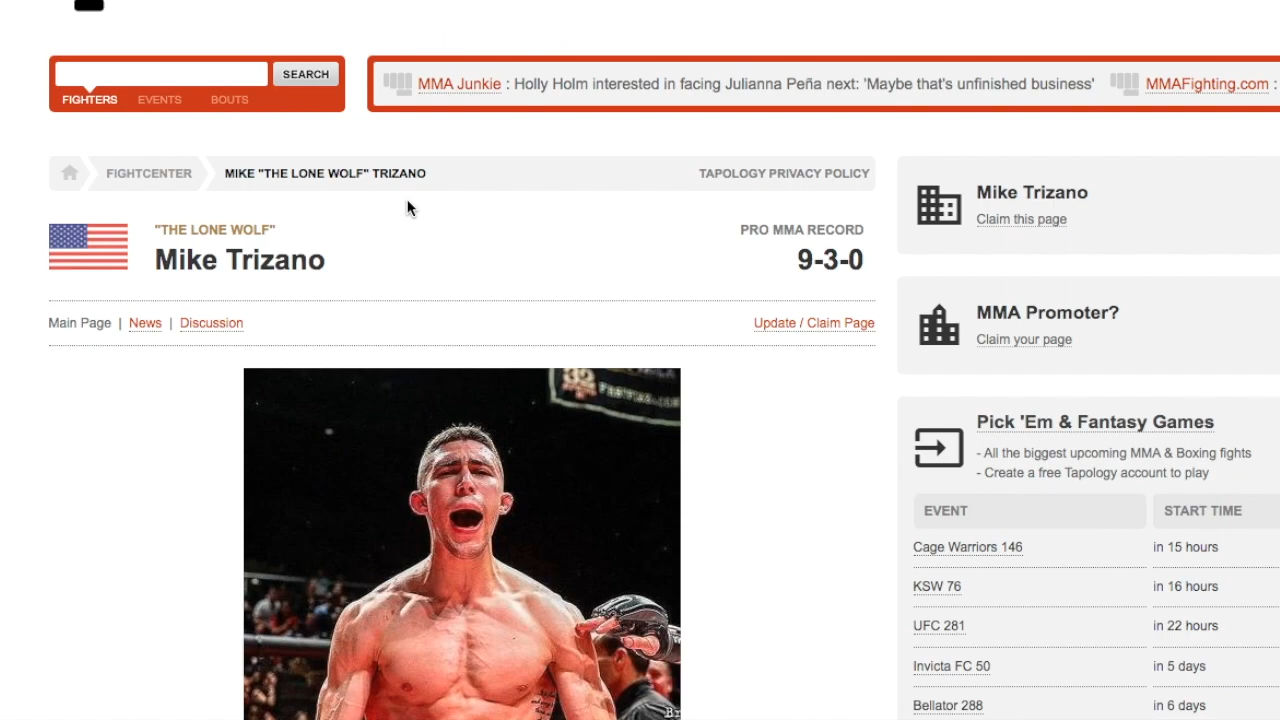 SEARCH
FIGHTERS EVENTS BOUTS
MMA Junkie : Holly Holm interested in facing Julianna Peña next: 'Maybe that's unfinished business' MMAFighting.com :
FIGHTCENTER MIKE "THE LONE WOLF" TRIZANO TAPOLOGY PRIVACY POLICY
"THE LONE WOLF" PRO MMA RECORD
Mike Trizano 9-3-0
Main Page | News | Discussion Update / Claim Page
Mike Trizano
Claim this page
MMA Promoter?
Claim your page
Pick 'Em & Fantasy Games
- All the biggest upcoming MMA & Boxing fights
- Create a free Tapology account to play
EVENT START TIME
Cage Warriors 146 in 15 hours
KSW 76 in 16 hours
UFC 281 in 22 hours
Invicta FC 50 in 5 days
Bellator 288 in 6 days